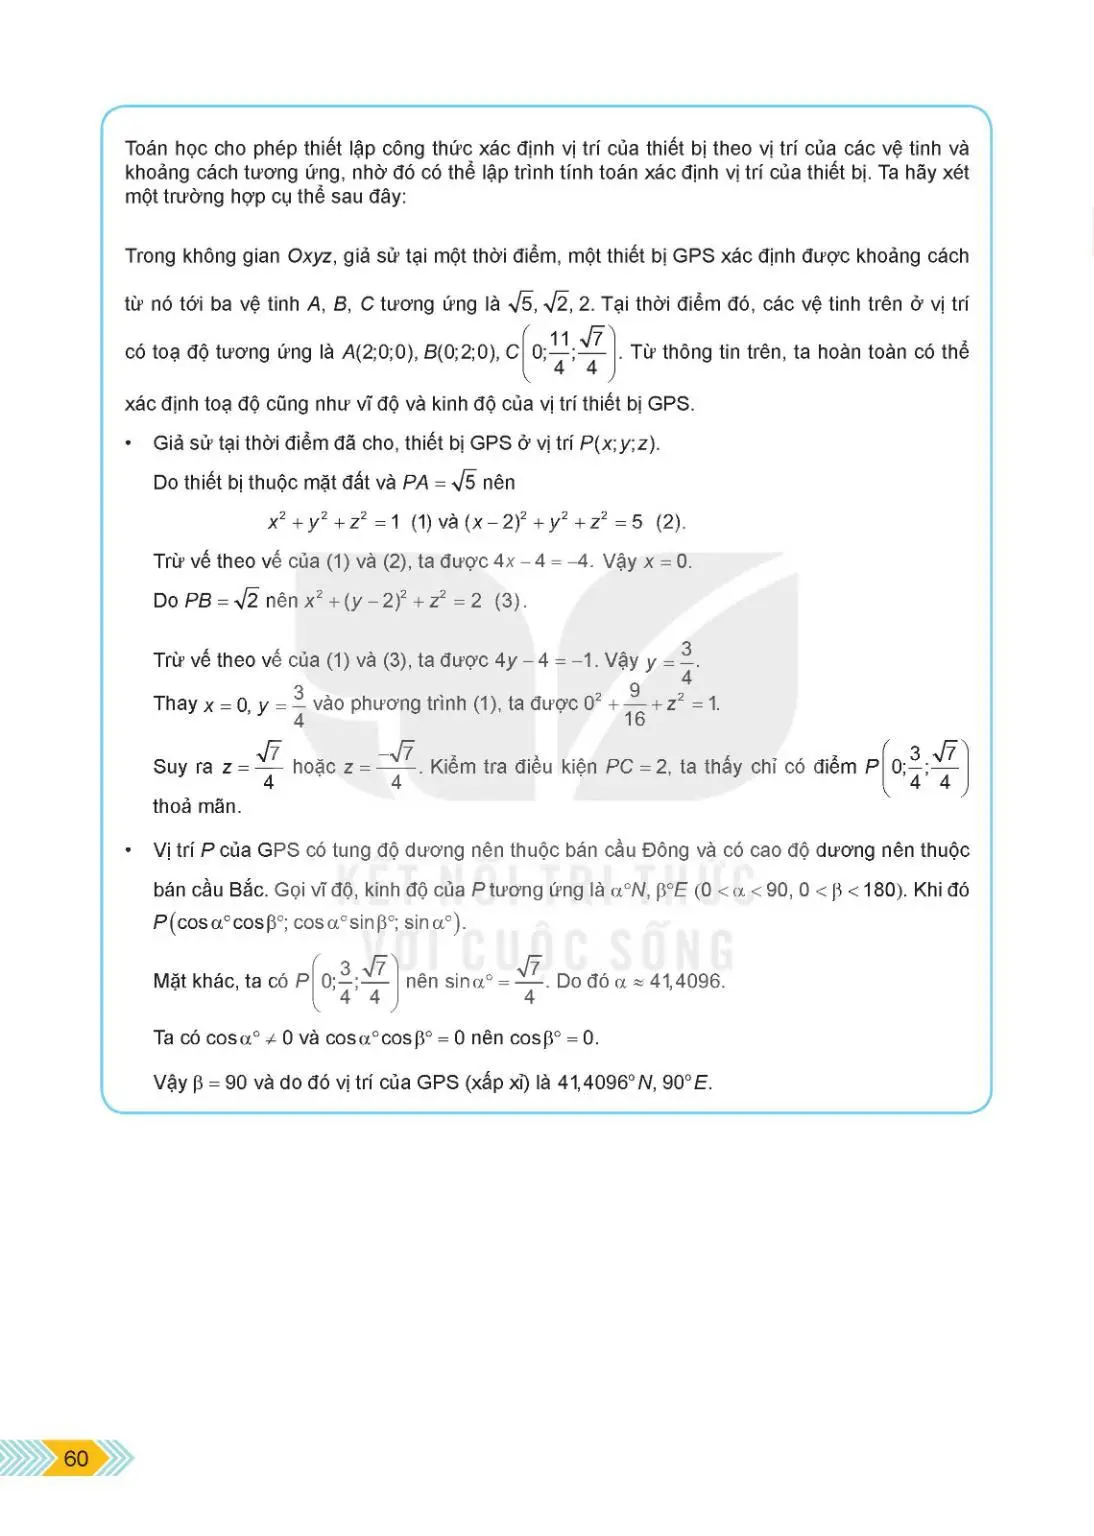 Toán học cho phép thiết lập công thức xác định vị trí của thiết bị theo vị trí của các vệ tinh và
khoảng cách tương ứng, nhờ đó có thể lập trình tính toán xác định vị trí của thiết bị. Ta hãy xét
một trường hợp cụ thể sau đây:
Trong không gian Oxyz, giả sử tại một thời điểm, một thiết bị GPS xác định được khoảng cách
từ nó tới ba vệ tinh A, B, C tương ứng là √5, √2, 2. Tại thời điểm đó, các vệ tinh trên ở vị trí
có toạ độ tương ứng là A(2;0;0), B(0;2;0), C(0; 11/4; √7/4). Từ thông tin trên, ta hoàn toàn có thể
xác định toạ độ cũng như vĩ độ và kinh độ của vị trí thiết bị GPS.
• Giả sử tại thời điểm đã cho, thiết bị GPS ở vị trí P(x;y;z).
Do thiết bị thuộc mặt đất và PA = √5 nên
x² + y² + z² = 1 (1) và (x – 2)² + y² + z² = 5 (2).
Trừ vế theo vế của (1) và (2), ta được 4x – 4 = –4. Vậy x = 0.
Do PB = √2 nên x² + (y – 2)² + z² = 2 (3).
Trừ vế theo vế của (1) và (3), ta được 4y – 4 = –1. Vậy y = 3/4.
Thay x = 0, y = 3/4 vào phương trình (1), ta được 0² + 9/16 + z² = 1.
Suy ra z = √7/4 hoặc z = –√7/4. Kiểm tra điều kiện PC = 2, ta thấy chỉ có điểm P(0; 3/4; √7/4)
thoả mãn.
• Vị trí P của GPS có tung độ dương nên thuộc bán cầu Đông và có cao độ dương nên thuộc
bán cầu Bắc. Gọi vĩ độ, kinh độ của P tương ứng là α°N, β°E (0 < α < 90, 0 < β < 180). Khi đó
P(cosα°cosβ°; cosα°sinβ°; sinα°).
Mặt khác, ta có P(0; 3/4; √7/4) nên sinα° = √7/4. Do đó α ≈ 41,4096.
Ta có cosα° ≠ 0 và cosα°cosβ° = 0 nên cosβ° = 0.
Vậy β = 90 và do đó vị trí của GPS (xấp xỉ) là 41,4096°N, 90°E.
KẾT NỐI TRI THỨC
VỚI CUỘC SỐNG
60